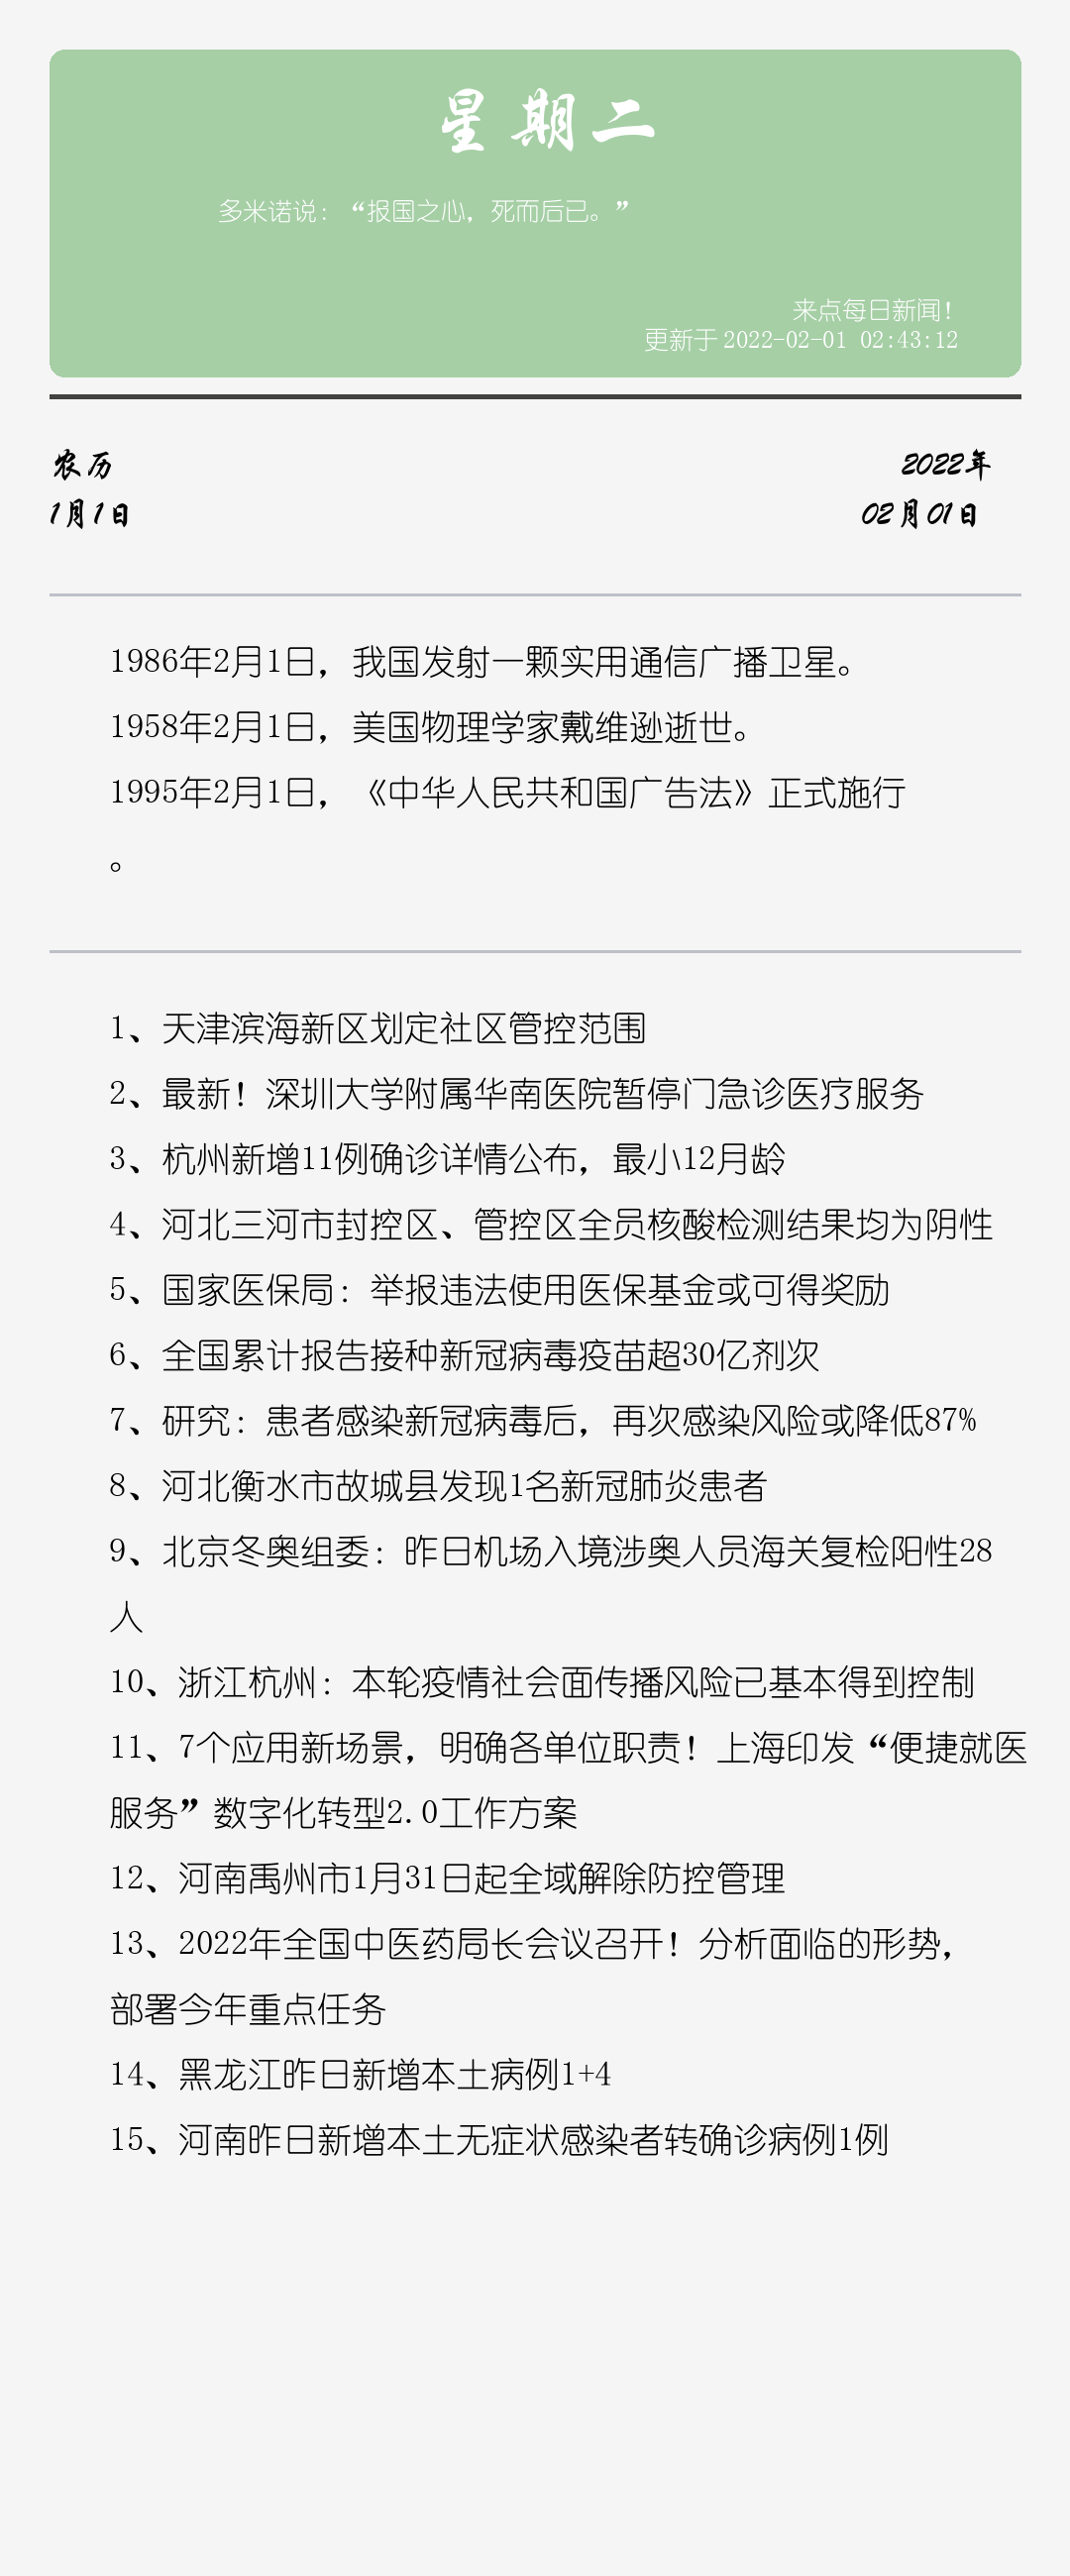 星期二
多米诺说：“报国之心，死而后已。”
来点每日新闻！
更新于2022-02-01 02:43:12
农历
2022年
1月1日
02月01日
1986年2月1日，我国发射一颗实用通信广播卫星。
1958年2月1日，美国物理学家戴维逊逝世。
1995年2月1日，《中华人民共和国广告法》正式施行
。
1、天津滨海新区划定社区管控范围
2、最新！深圳大学附属华南医院暂停门急诊医疗服务
3、杭州新增11例确诊详情公布，最小12月龄
4、河北三河市封控区、管控区全员核酸检测结果均为阴性
5、国家医保局：举报违法使用医保基金或可得奖励
6、全国累计报告接种新冠病毒疫苗超30亿剂次
7、研究：患者感染新冠病毒后，再次感染风险或降低87%
8、河北衡水市故城县发现1名新冠肺炎患者
9、北京冬奥组委：昨日机场入境涉奥人员海关复检阳性28
人
10、浙江杭州：本轮疫情社会面传播风险已基本得到控制
11、7个应用新场景，明确各单位职责！上海印发“便捷就医
服务”数字化转型2.0工作方案
12、河南禹州市1月31日起全域解除防控管理
13、2022年全国中医药局长会议召开！分析面临的形势，
部署今年重点任务
14、黑龙江昨日新增本土病例1+4
15、河南昨日新增本土无症状感染者转确诊病例1例